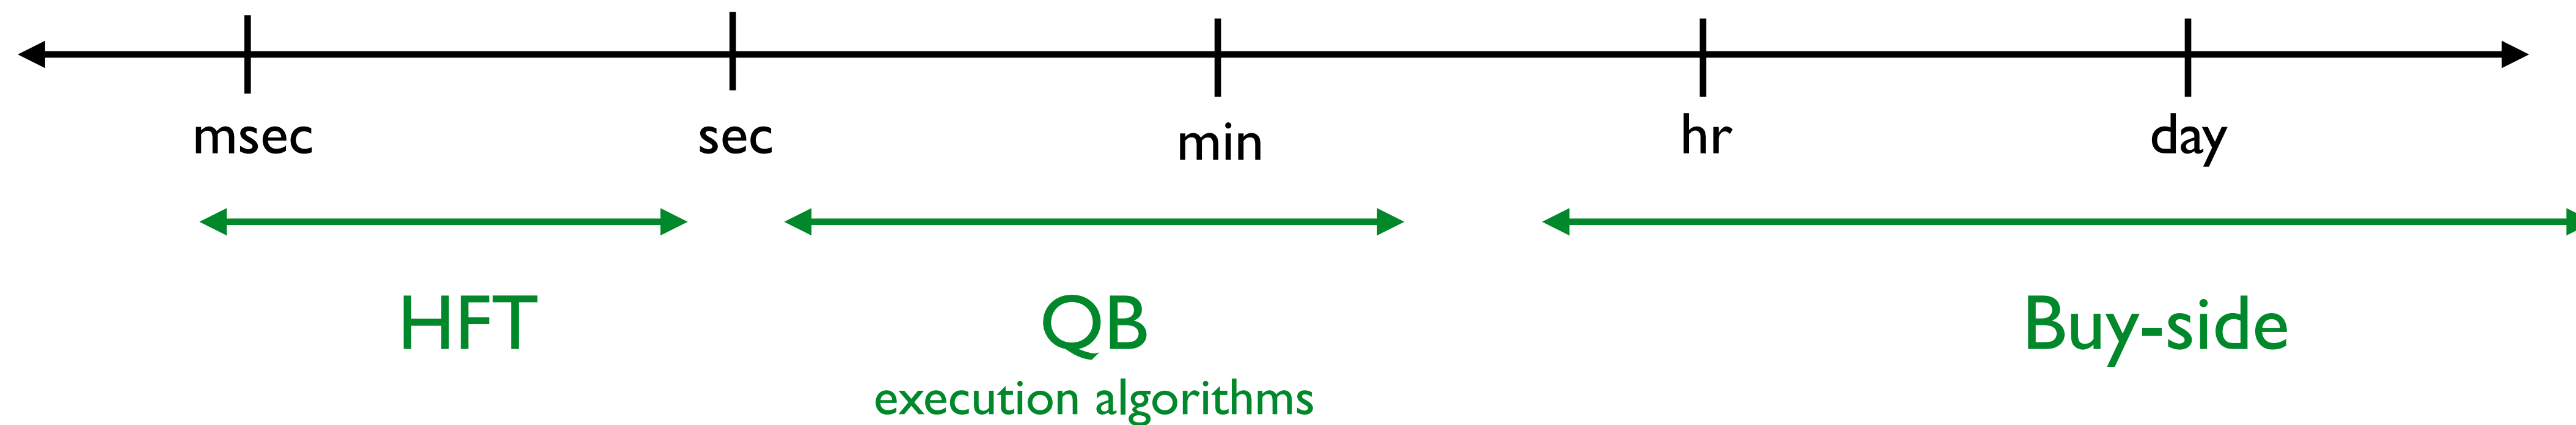 msec sec min hr day
HFT QB Buy-side
execution algorithms